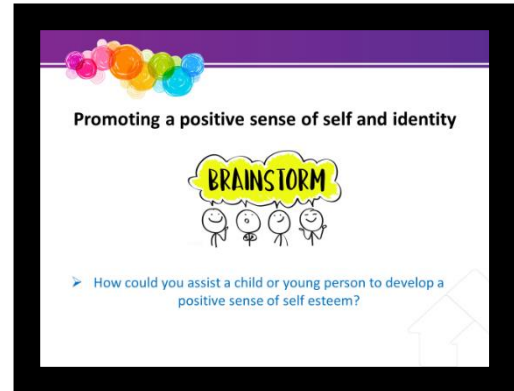 Promoting a positive sense of self and identity
BRAINSTORM
➢ How could you assist a child or young person to develop a
positive sense of self esteem?